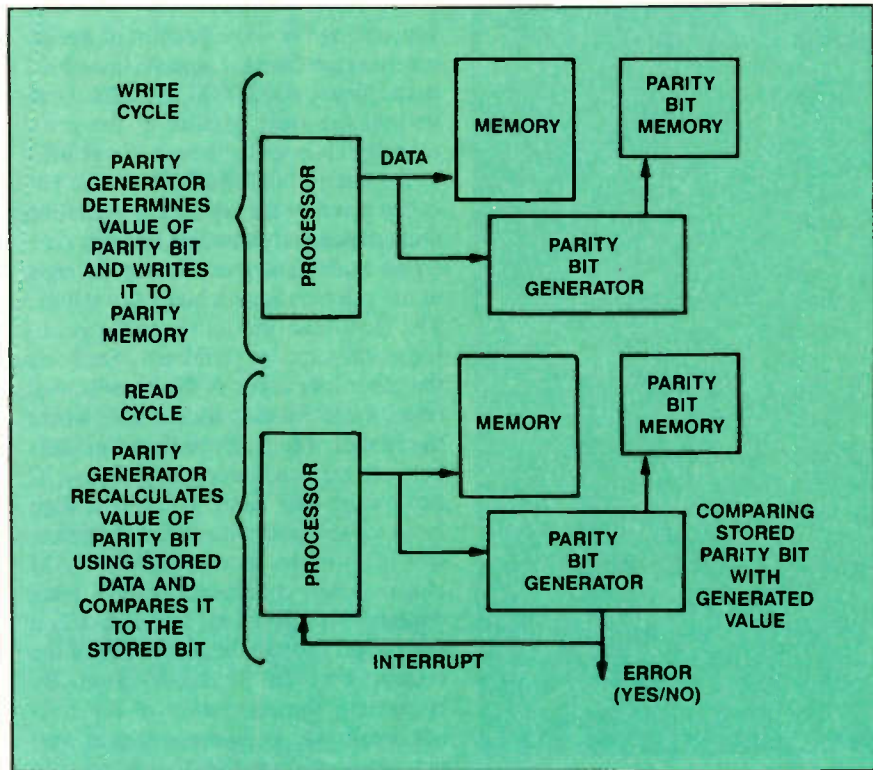 WRITE
CYCLE
PARITY
GENERATOR
DETERMINES
VALUE OF
PARITY BIT
AND WRITES
IT TO
PARITY
MEMORY
PROCESSOR
DATA
MEMORY
PARITY
BIT
MEMORY
PARITY
BIT
GENERATOR
READ
CYCLE
PARITY
GENERATOR
RECALCULATES
VALUE OF
PARITY BIT
USING STORED
DATA AND
COMPARES IT
TO THE
STORED BIT
PROCESSOR
MEMORY
PARITY
BIT
MEMORY
PARITY
BIT
GENERATOR
COMPARING
STORED
PARITY BIT
WITH
GENERATED
VALUE
INTERRUPT
ERROR
(YES/NO)